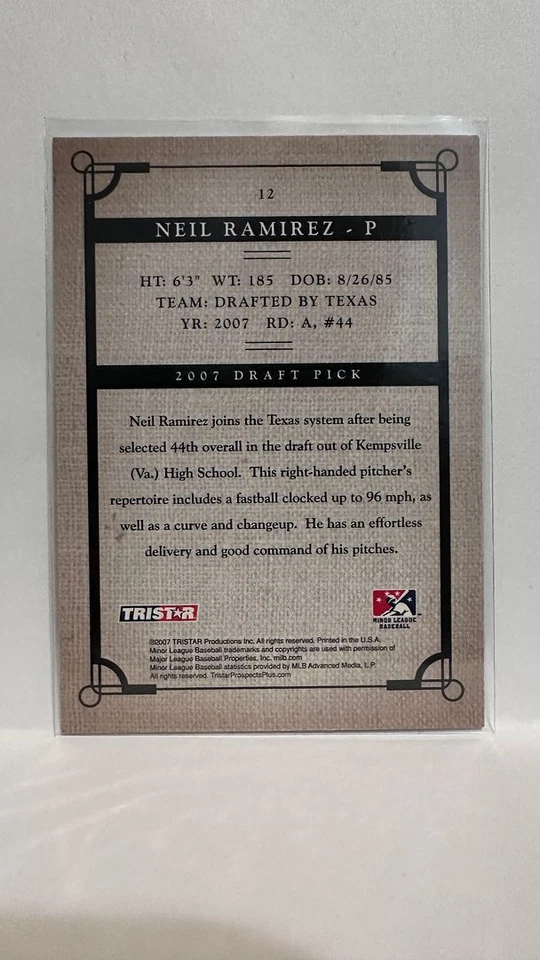 12
NEIL RAMIREZ - P
HT: 6'3" WT: 185 DOB: 8/26/85
TEAM: DRAFTED BY TEXAS
YR: 2007 RD: A, #44
2007 DRAFT PICK
Neil Ramirez joins the Texas system after being
selected 44th overall in the draft out of Kempsville
(Va.) High School. This right-handed pitcher's
repertoire includes a fastball clocked up to 96 mph, as
well as a curve and changeup. He has an effortless
delivery and good command of his pitches.
TRISTAR
MINOR LEAGUE
BASEBALL
©2007 TRISTAR Productions Inc. All rights reserved. Printed in the U.S.A.
Minor League Baseball trademarks and copyrights are used with permission of
Major League Baseball Properties, Inc. milb.com
Minor League Baseball statistics provided by MLB Advanced Media, L.P.
All rights reserved. TristarProspectsPlus.com